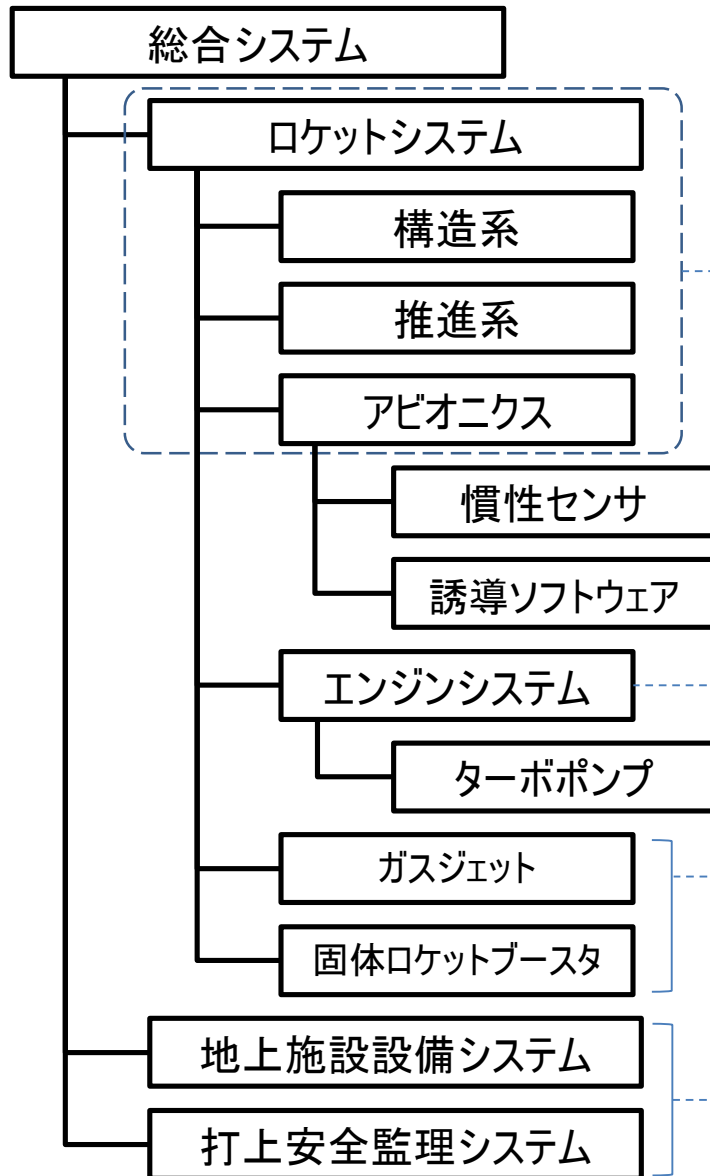 総合システム
ロケットシステム
構造系
推進系
アビオニクス
慣性センサ
誘導ソフトウェア
エンジンシステム
ターボポンプ
ガスジェット
固体ロケットブースタ
地上施設設備システム
打上安全監理システム